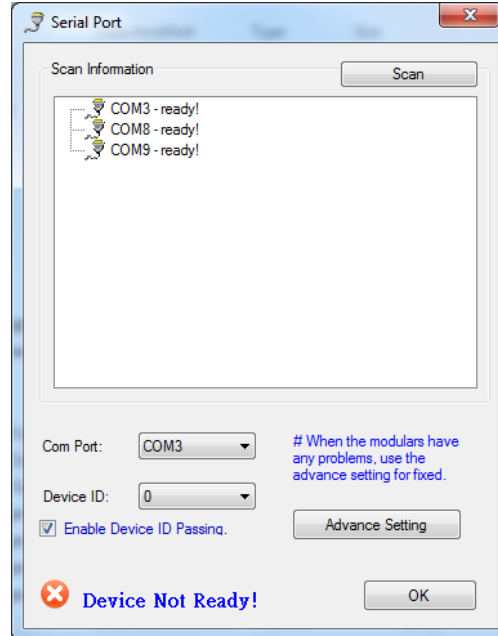 Serial Port
Scan Information
Scan
COM3 - ready!
COM8 - ready!
COM9 - ready!
Com Port:
COM3
# When the modulars have
any problems, use the
advance setting for fixed.
Device ID:
0
Enable Device ID Passing.
Advance Setting
Device Not Ready!
OK